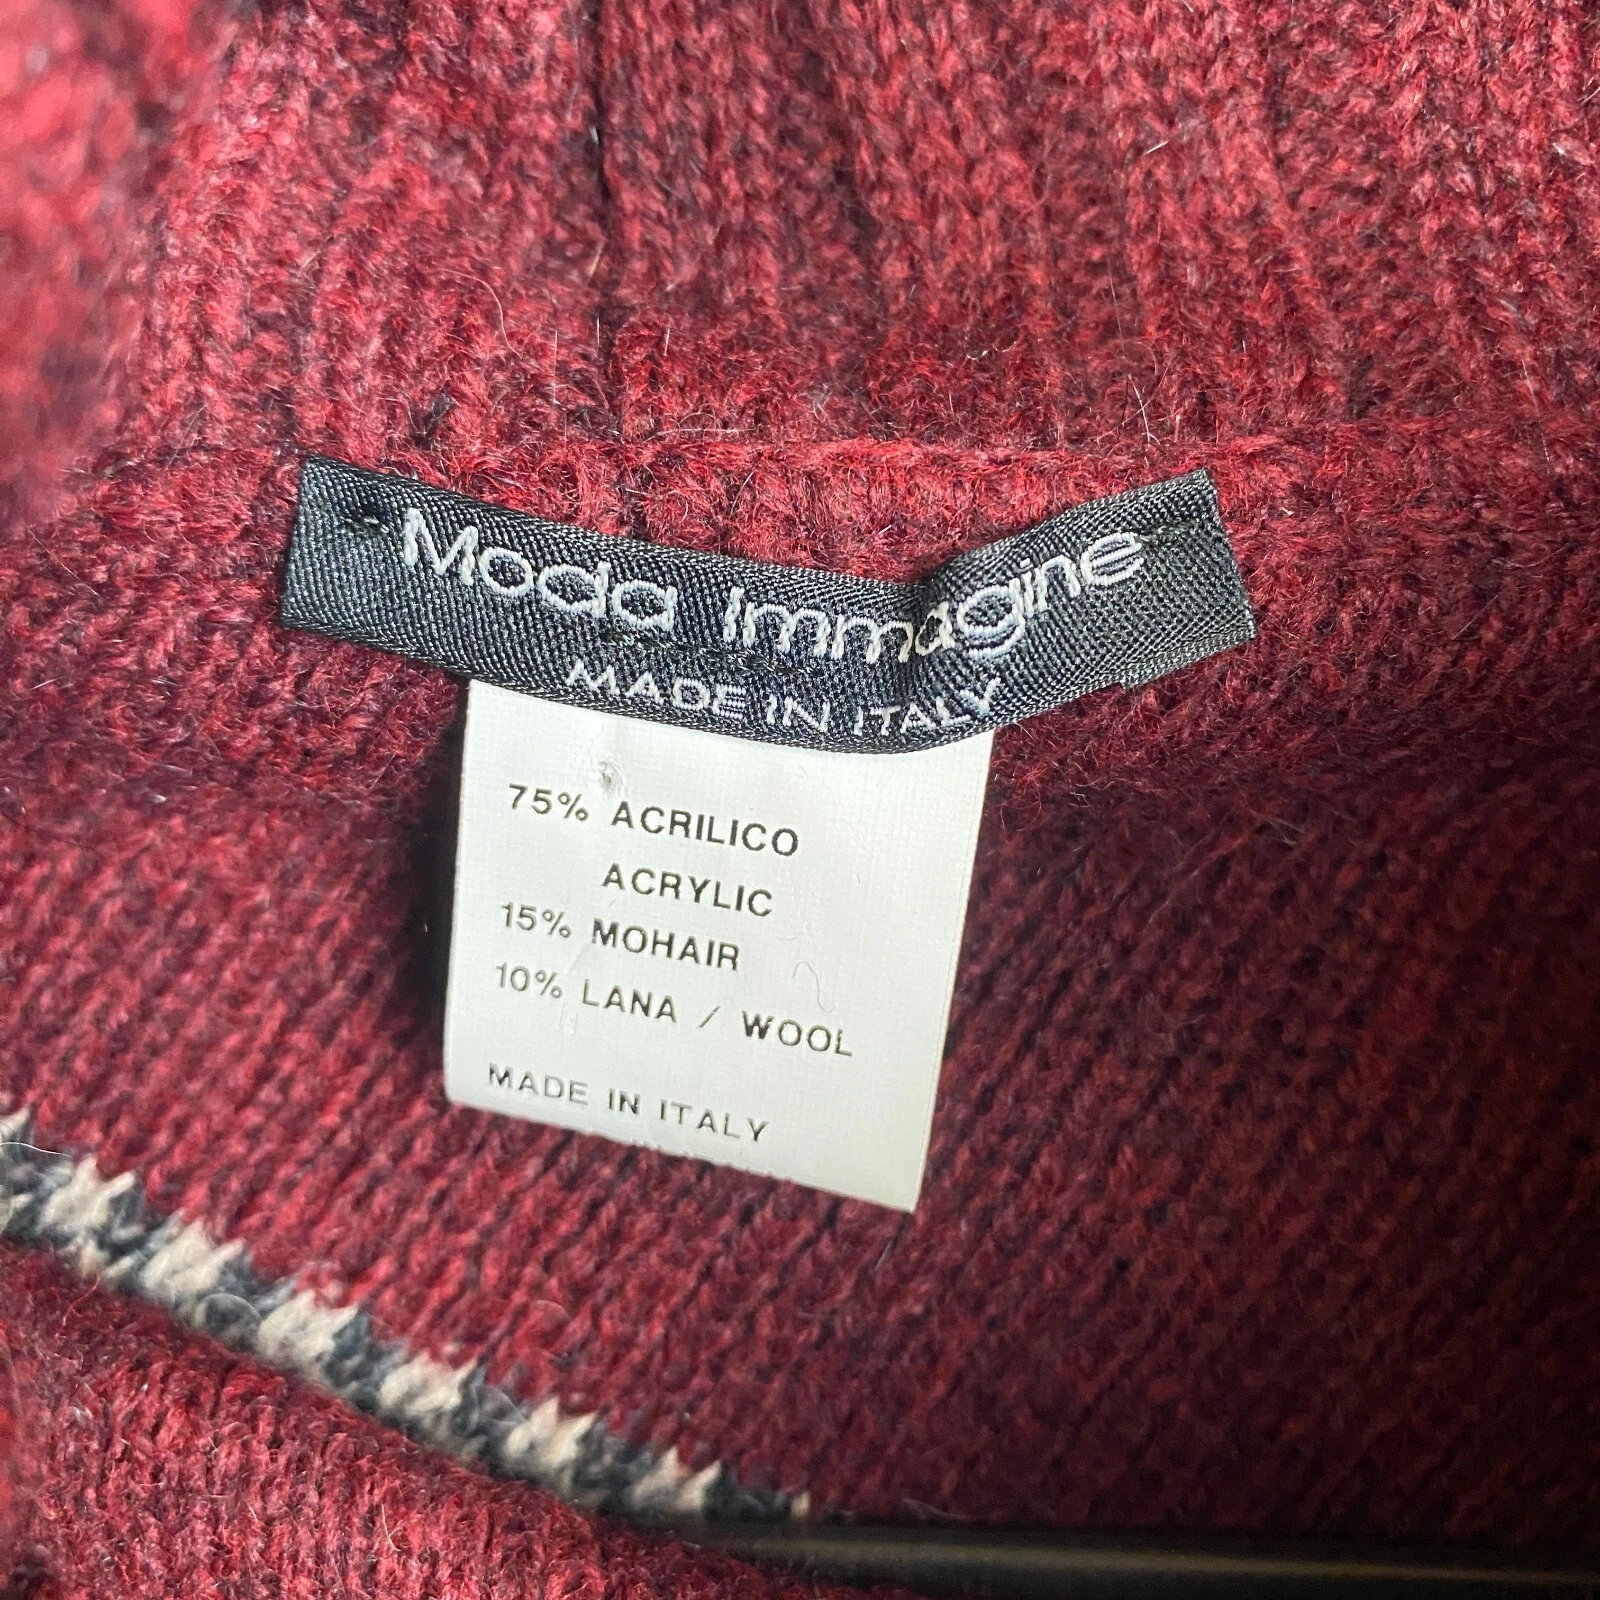 Moda Immagine
MADE IN ITALY
75% ACRILICO
ACRYLIC
15% MOHAIR
10% LANA / WOOL
MADE IN ITALY